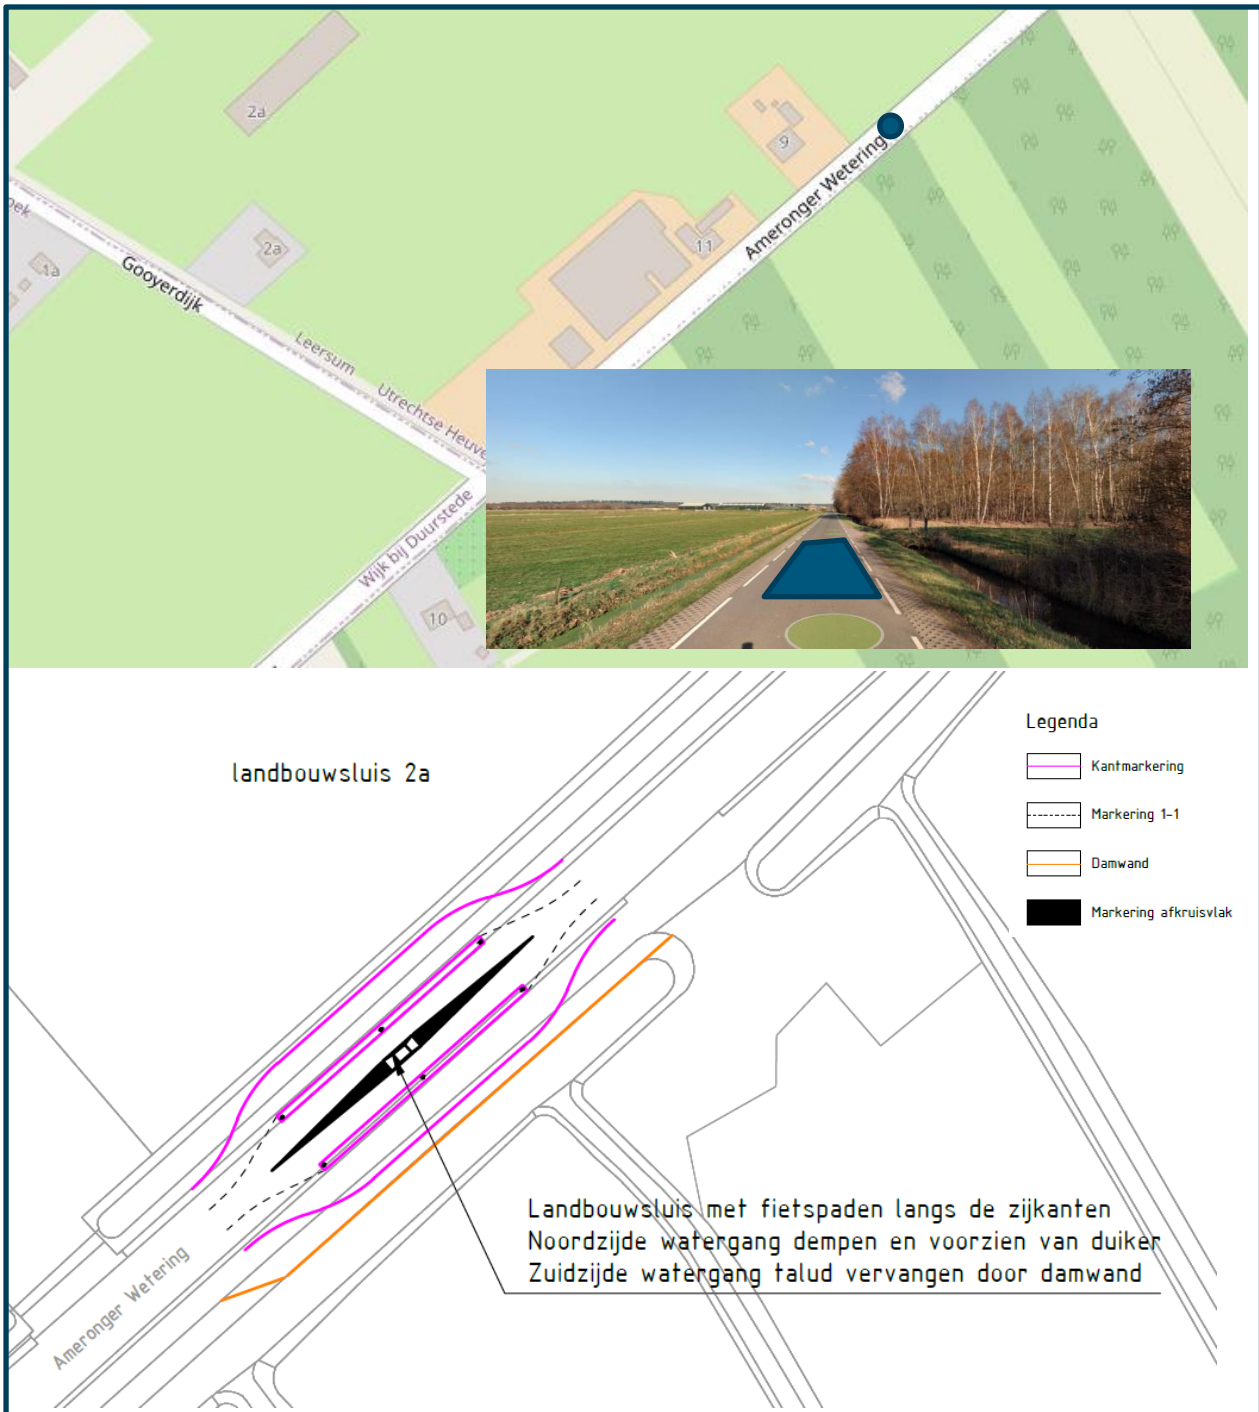 2a
9
11
Ameronger Wetering
2a
1a
Gooyerdijk
Leersum
Utrechtse Heuve
Wijk bij Duurstede
10
landbouwsluis 2a
Legenda
Kantmarkering
Markering 1-1
Damwand
Markering afkruisvlak
Landbouwsluis met fietspaden langs de zijkanten
Noordzijde watergang dempen en voorzien van duiker
Zuidzijde watergang talud vervangen door damwand
Ameronger Wetering